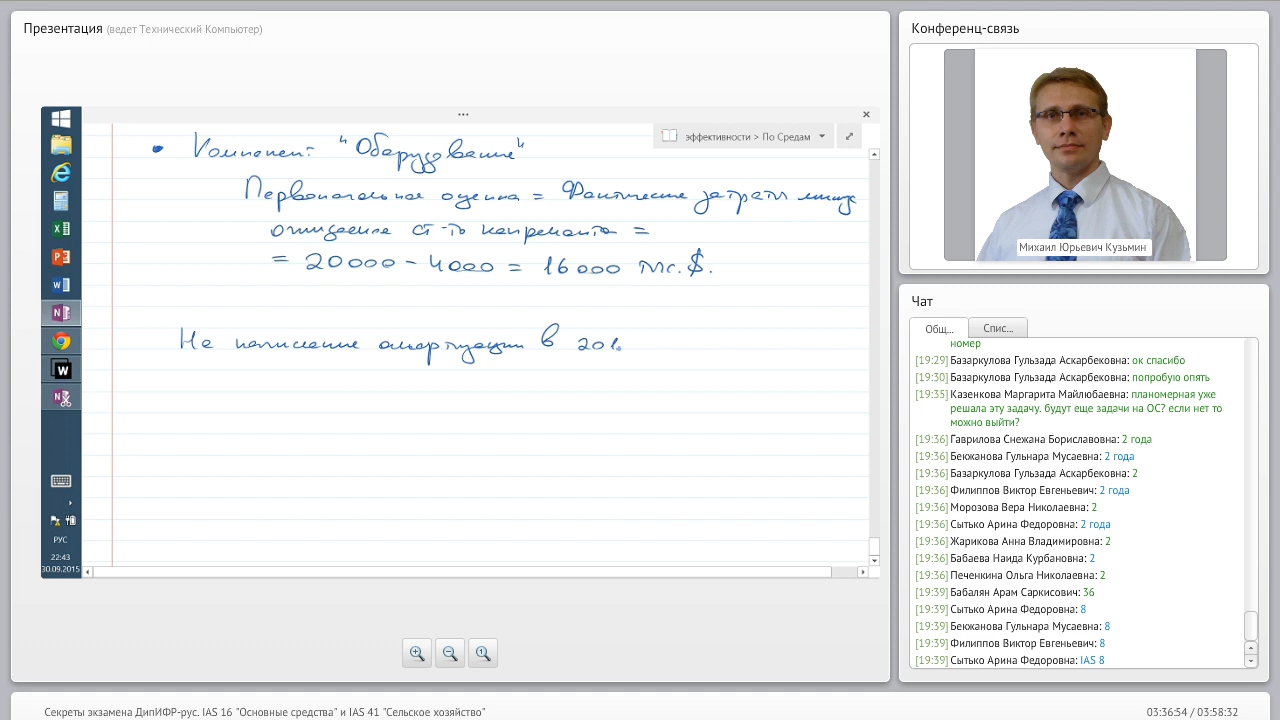 Презентация (ведет Технический Компьютер)
эффективности > По Средам
• Компонент "Оборудование"
Первоначальная оценка = Фактические затраты минус
ожидаемые ст-ть капремонта =
= 20000 - 4000 = 16000 тыс. $.
амортизации в 201
РУС
22:43
30.09.2015
Конференц-связь
Михаил Юрьевич Кузьмин
Чат
Общ...
Спис...
номер
[19:29] Базаркулова Гульзада Аскарбековна: ок спасибо
[19:30] Базаркулова Гульзада Аскарбековна: попробую опять
[19:35] Казенкова Маргарита Майлюбаевна: планомерная уже
решала эту задачу. будут еще задачи на ОС? если нет то
можно выйти?
[19:36] Гаврилова Снежана Бориславовна: 2 года
[19:36] Бекжанова Гульнара Мусаевна: 2 года
[19:36] Базаркулова Гульзада Аскарбековна: 2
[19:36] Филиппов Виктор Евгеньевич: 2 года
[19:36] Морозова Вера Николаевна: 2
[19:36] Сытько Арина Федоровна: 2 года
[19:36] Жарикова Анна Владимировна: 2
[19:36] Бабаева Наида Курбановна: 2
[19:36] Печенкина Ольга Николаевна: 2
[19:39] Бабалян Арам Саркисович: 36
[19:39] Сытько Арина Федоровна: 8
[19:39] Бекжанова Гульнара Мусаевна: 8
[19:39] Филиппов Виктор Евгеньевич: 8
[19:39] Сытько Арина Федоровна: IAS 8
Секреты экзамена ДипИФР-рус. IAS 16 "Основные средства" и IAS 41 "Сельское хозяйство"
03:36:54 / 03:58:32